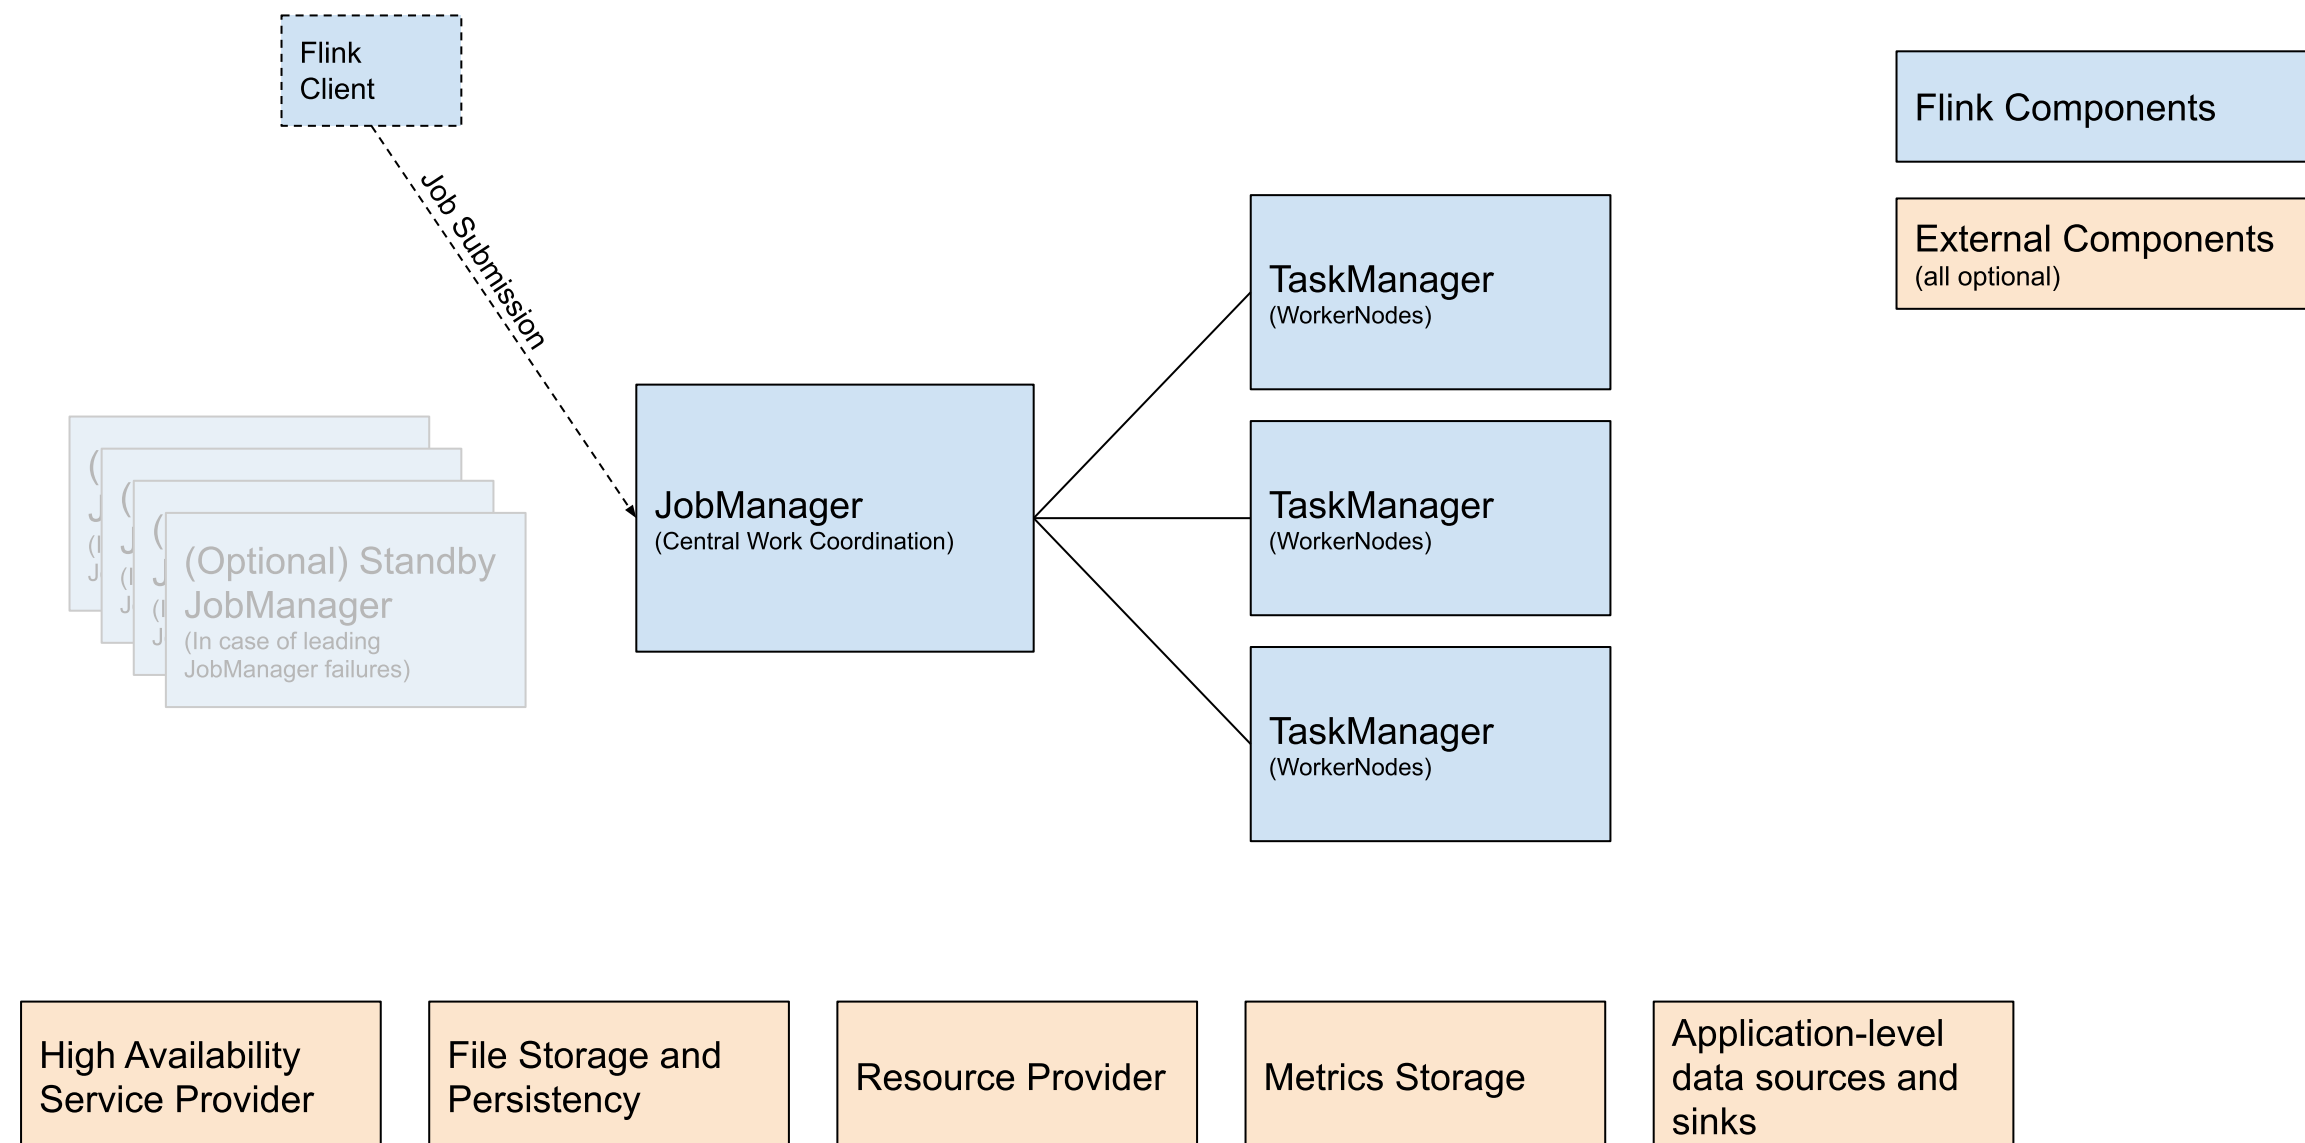 Flink
Client
Job Submission
Flink Components
External Components
(all optional)
TaskManager
(WorkerNodes)
JobManager
(Central Work Coordination)
TaskManager
(WorkerNodes)
TaskManager
(WorkerNodes)
(Optional) Standby
JobManager
(In case of leading
JobManager failures)
High Availability
Service Provider
File Storage and
Persistency
Resource Provider
Metrics Storage
Application-level
data sources and
sinks